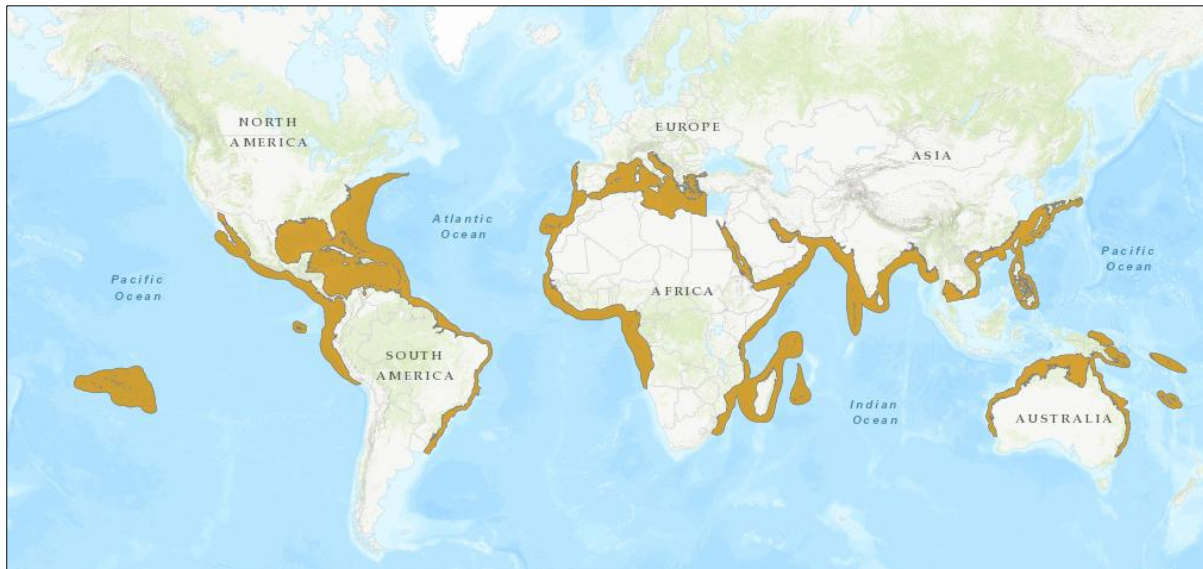 NORTH
AMERICA
EUROPE
ASIA
Atlantic
Ocean
Pacific
Ocean
Pacific
Ocean
AFRICA
SOUTH
AMERICA
Indian
Ocean
AUSTRALIA